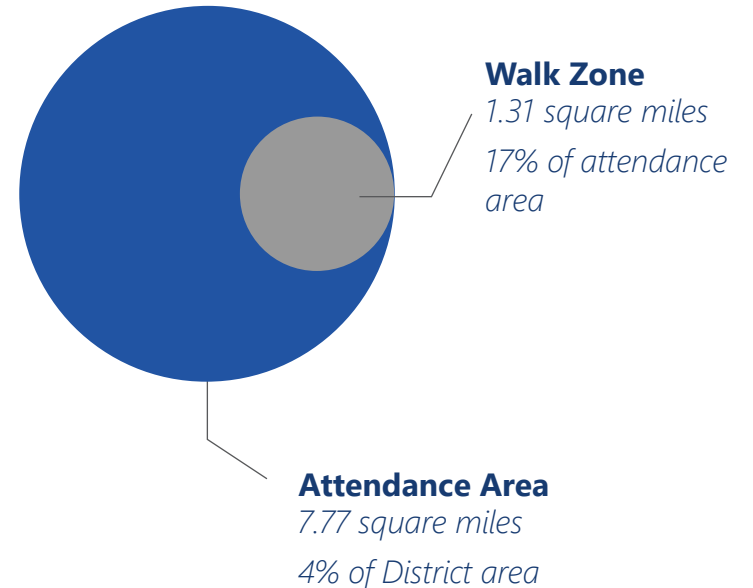 Walk Zone
1.31 square miles
17% of attendance
area
Attendance Area
7.77 square miles
4% of District area